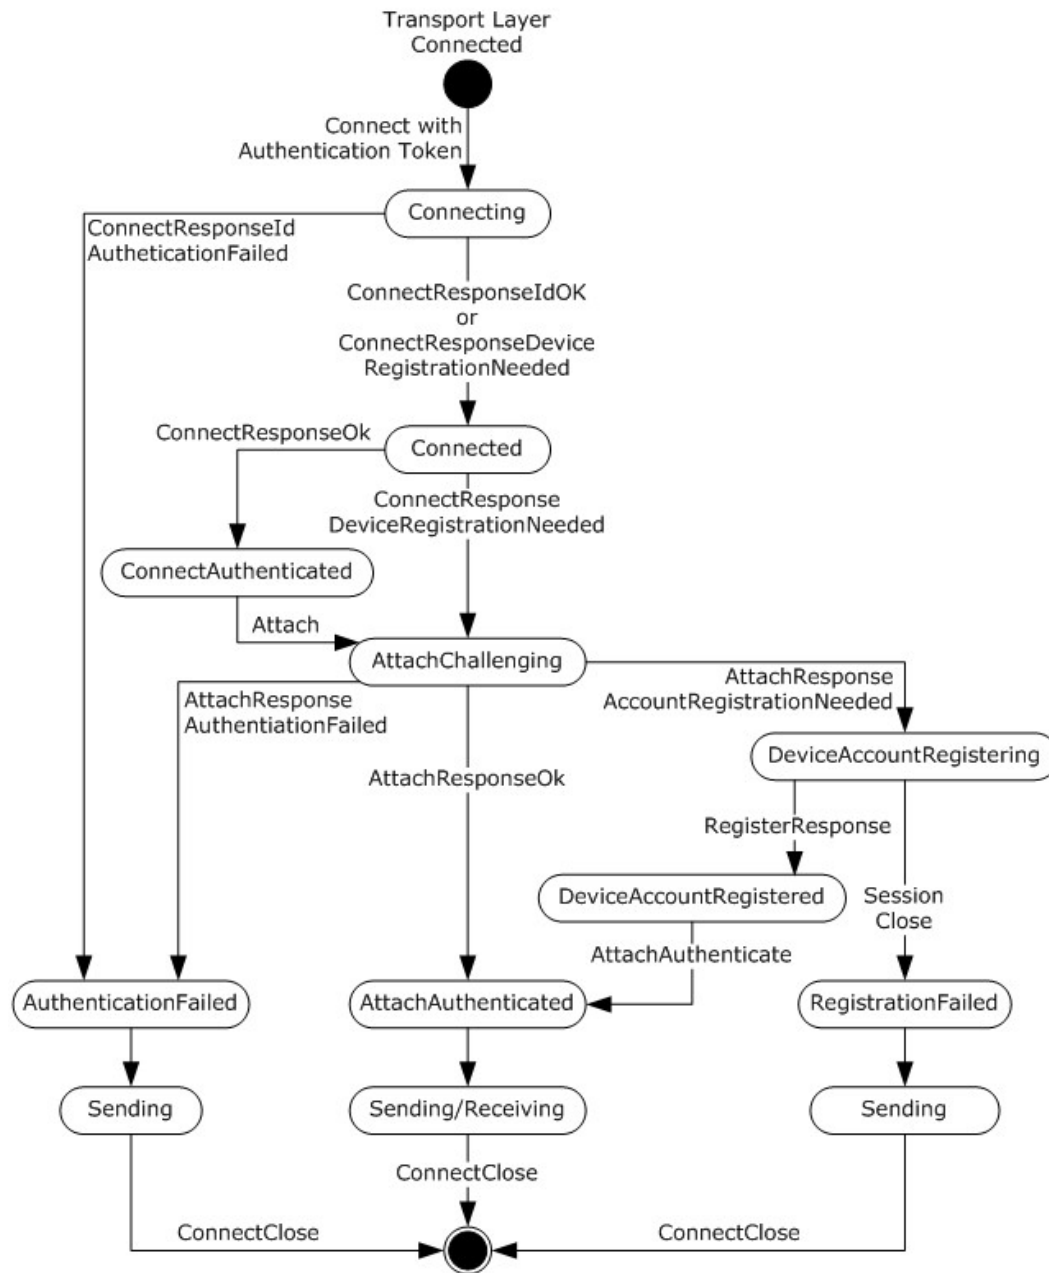 Transport Layer
Connected
Connect with
Authentication Token
Connecting
ConnectResponseId
AutheticationFailed
ConnectResponseIdOK
or
ConnectResponseDevice
RegistrationNeeded
ConnectResponseOk
Connected
ConnectResponse
DeviceRegistrationNeeded
ConnectAuthenticated
Attach
AttachChallenging
AttachResponse
AuthentiationFailed
AttachResponse
AccountRegistrationNeeded
DeviceAccountRegistering
AttachResponseOk
RegisterResponse
DeviceAccountRegistered
Session
Close
AttachAuthenticate
AuthenticationFailed
AttachAuthenticated
RegistrationFailed
Sending
Sending/Receiving
Sending
ConnectClose
ConnectClose
ConnectClose